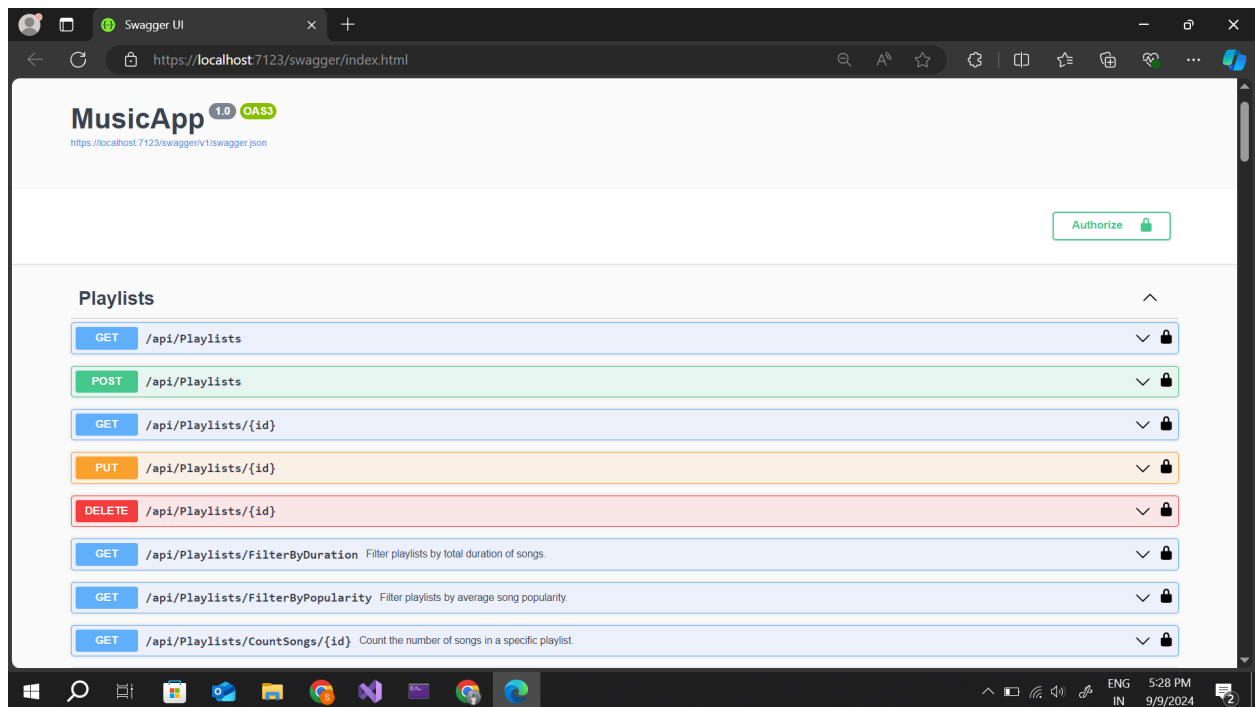 Swagger UI
https://localhost:7123/swagger/index.html
MusicApp 1.0 OAS3
https://localhost:7123/swagger/v1/swagger.json
Authorize
Playlists
GET /api/Playlists
POST /api/Playlists
GET /api/Playlists/{id}
PUT /api/Playlists/{id}
DELETE /api/Playlists/{id}
GET /api/Playlists/FilterByDuration Filter playlists by total duration of songs.
GET /api/Playlists/FilterByPopularity Filter playlists by average song popularity.
GET /api/Playlists/CountSongs/{id} Count the number of songs in a specific playlist.
ENG 5:28 PM
IN 9/9/2024 2